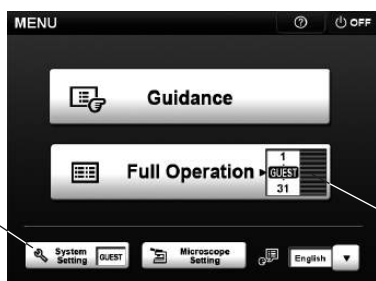 MENU
OFF
Guidance
Full Operation
1
GUEST
31
System
Setting
GUEST
Microscope
Setting
English